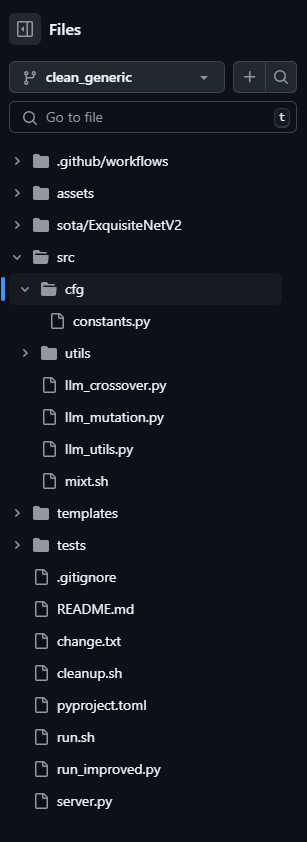 Files
clean_generic
Go to file
t
.github/workflows
assets
sota/ExquisiteNetV2
src
cfg
constants.py
utils
llm_crossover.py
llm_mutation.py
llm_utils.py
mixt.sh
templates
tests
.gitignore
README.md
change.txt
cleanup.sh
pyproject.toml
run.sh
run_improved.py
server.py